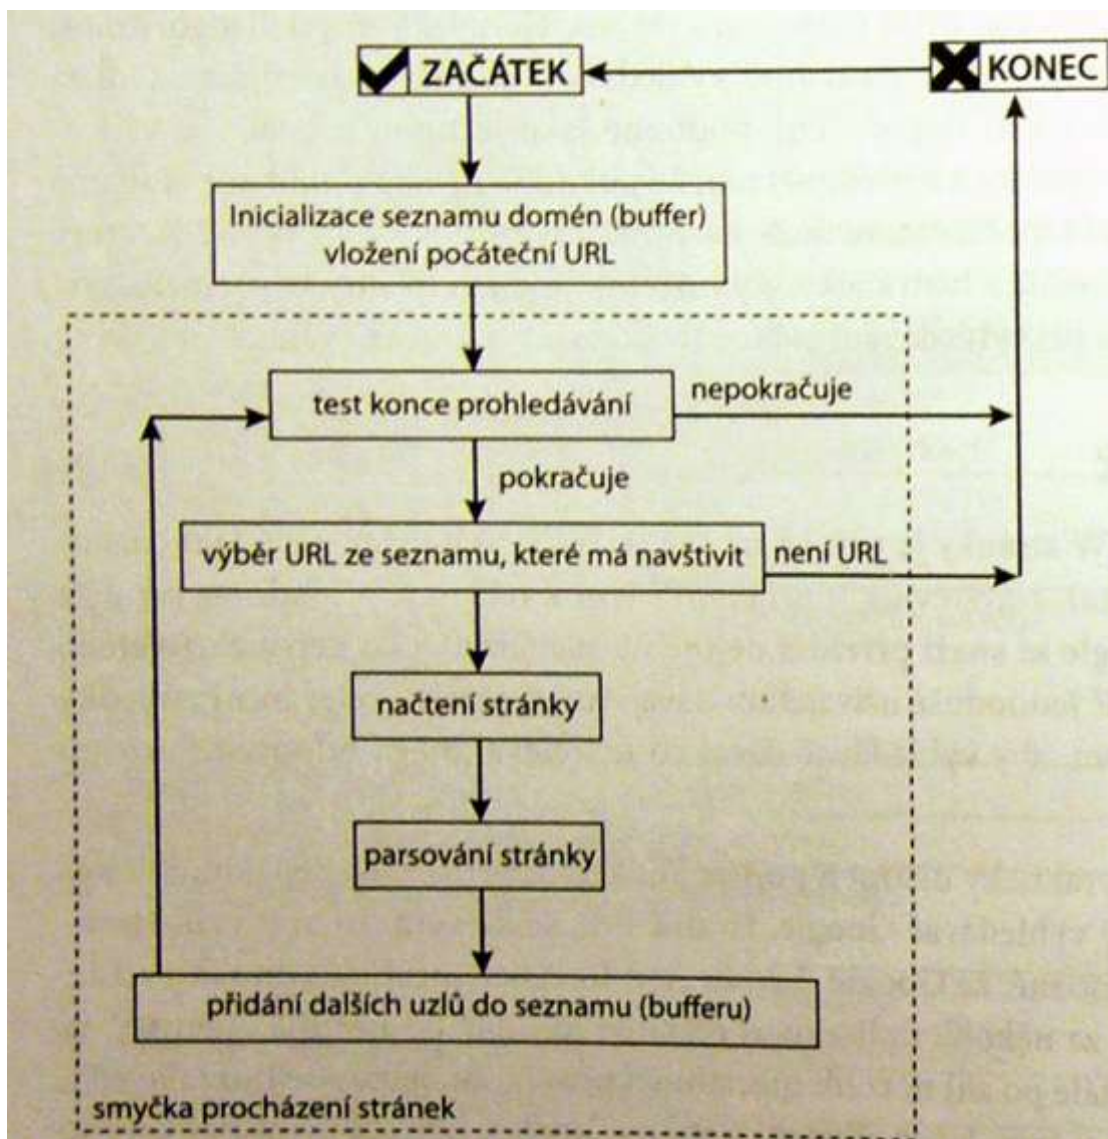 ZAČÁTEK
KONEC
Inicializace seznamu domén (buffer)
vložení počáteční URL
test konce prohledávání
nepokračuje
pokračuje
výběr URL ze seznamu, které má navštivit
není URL
načtení stránky
parsování stránky
přidání dalších uzlů do seznamu (bufferu)
smyčka procházení stránek